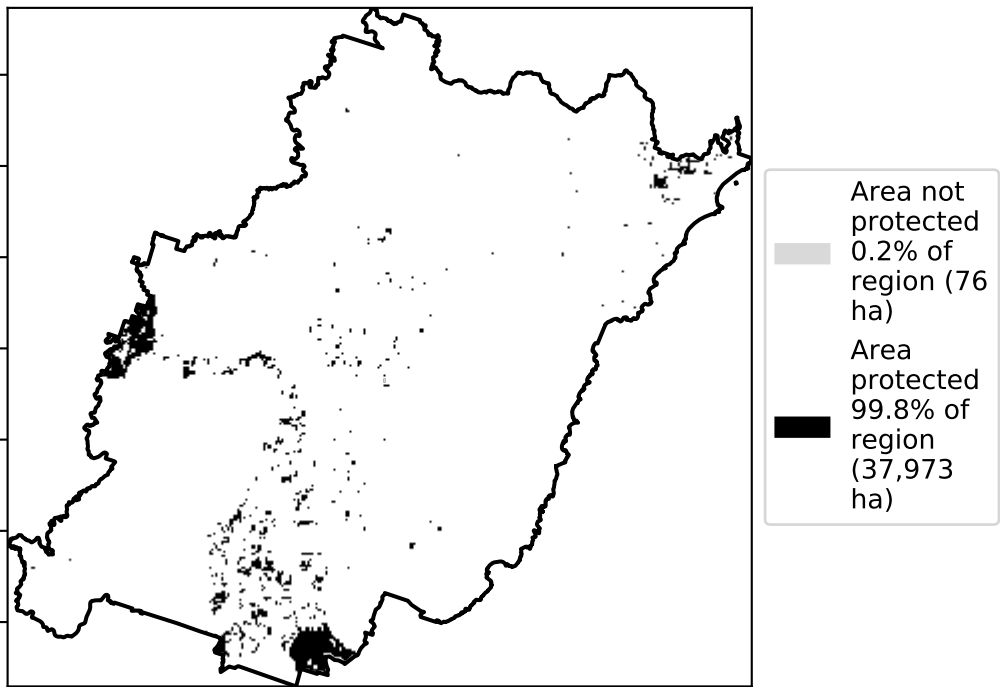 Area not
protected
0.2% of
region (76
ha)
Area
protected
99.8% of
region
(37,973
ha)